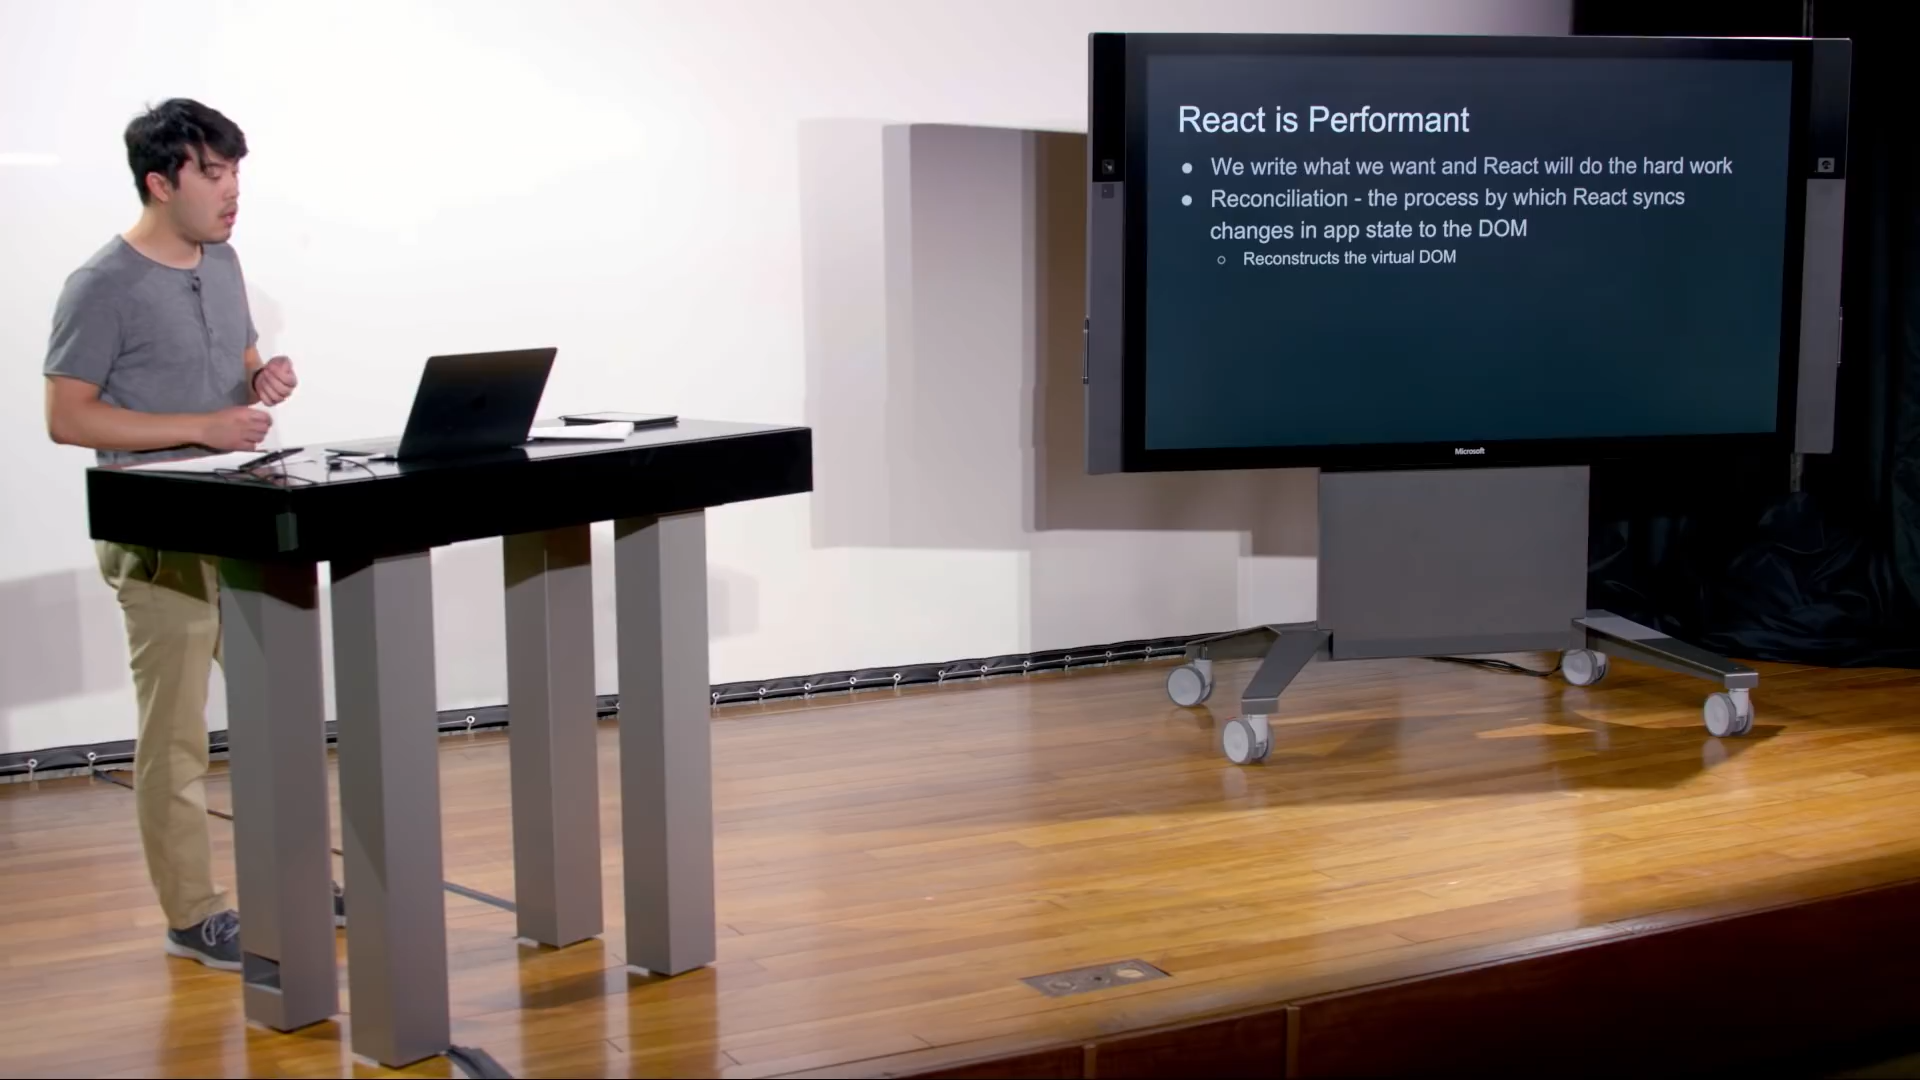 React is Performant
● We write what we want and React will do the hard work
● Reconciliation - the process by which React syncs
changes in app state to the DOM
○ Reconstructs the virtual DOM
Microsoft